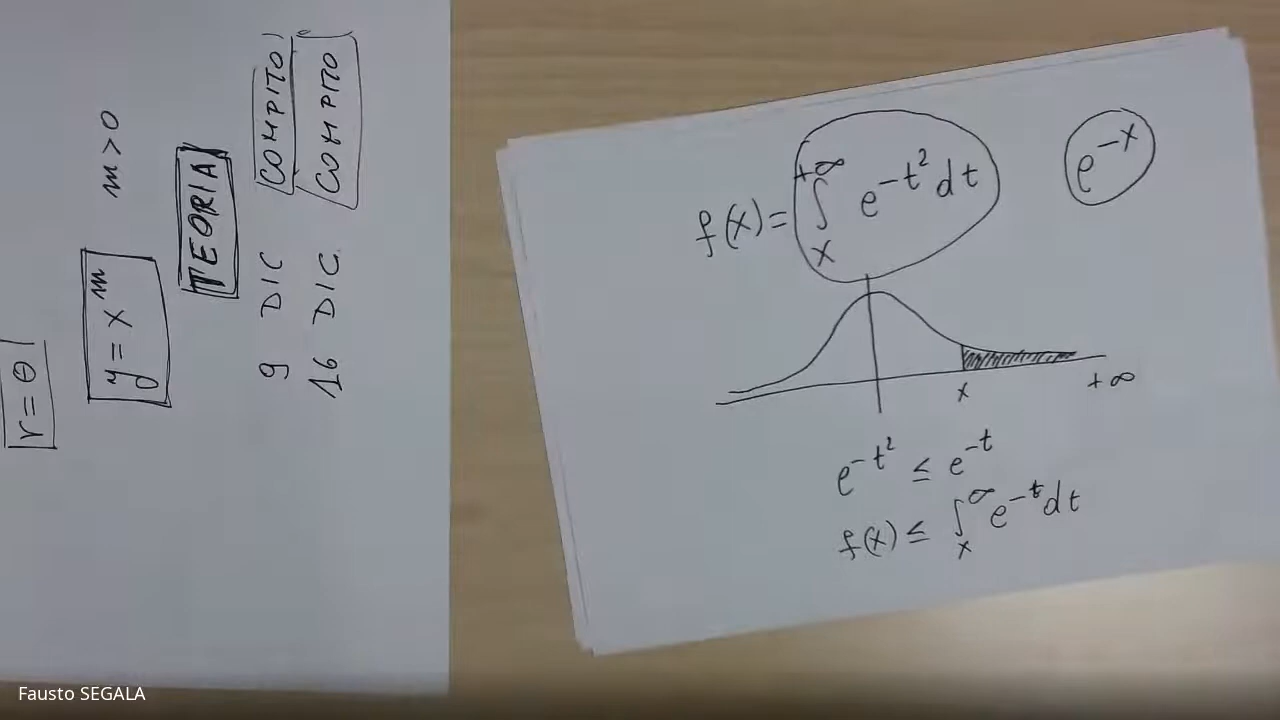 r = θ
y = x^m m > 0
TEORIA
9 DIC COMPITO
16 DIC. COMPITO
f(x) = ∫_x^{+∞} e^{-t²} dt e^{-x}
x +∞
e^{-t²} ≤ e^{-t}
f(x) ≤ ∫_x^∞ e^{-t} dt
Fausto SEGALA